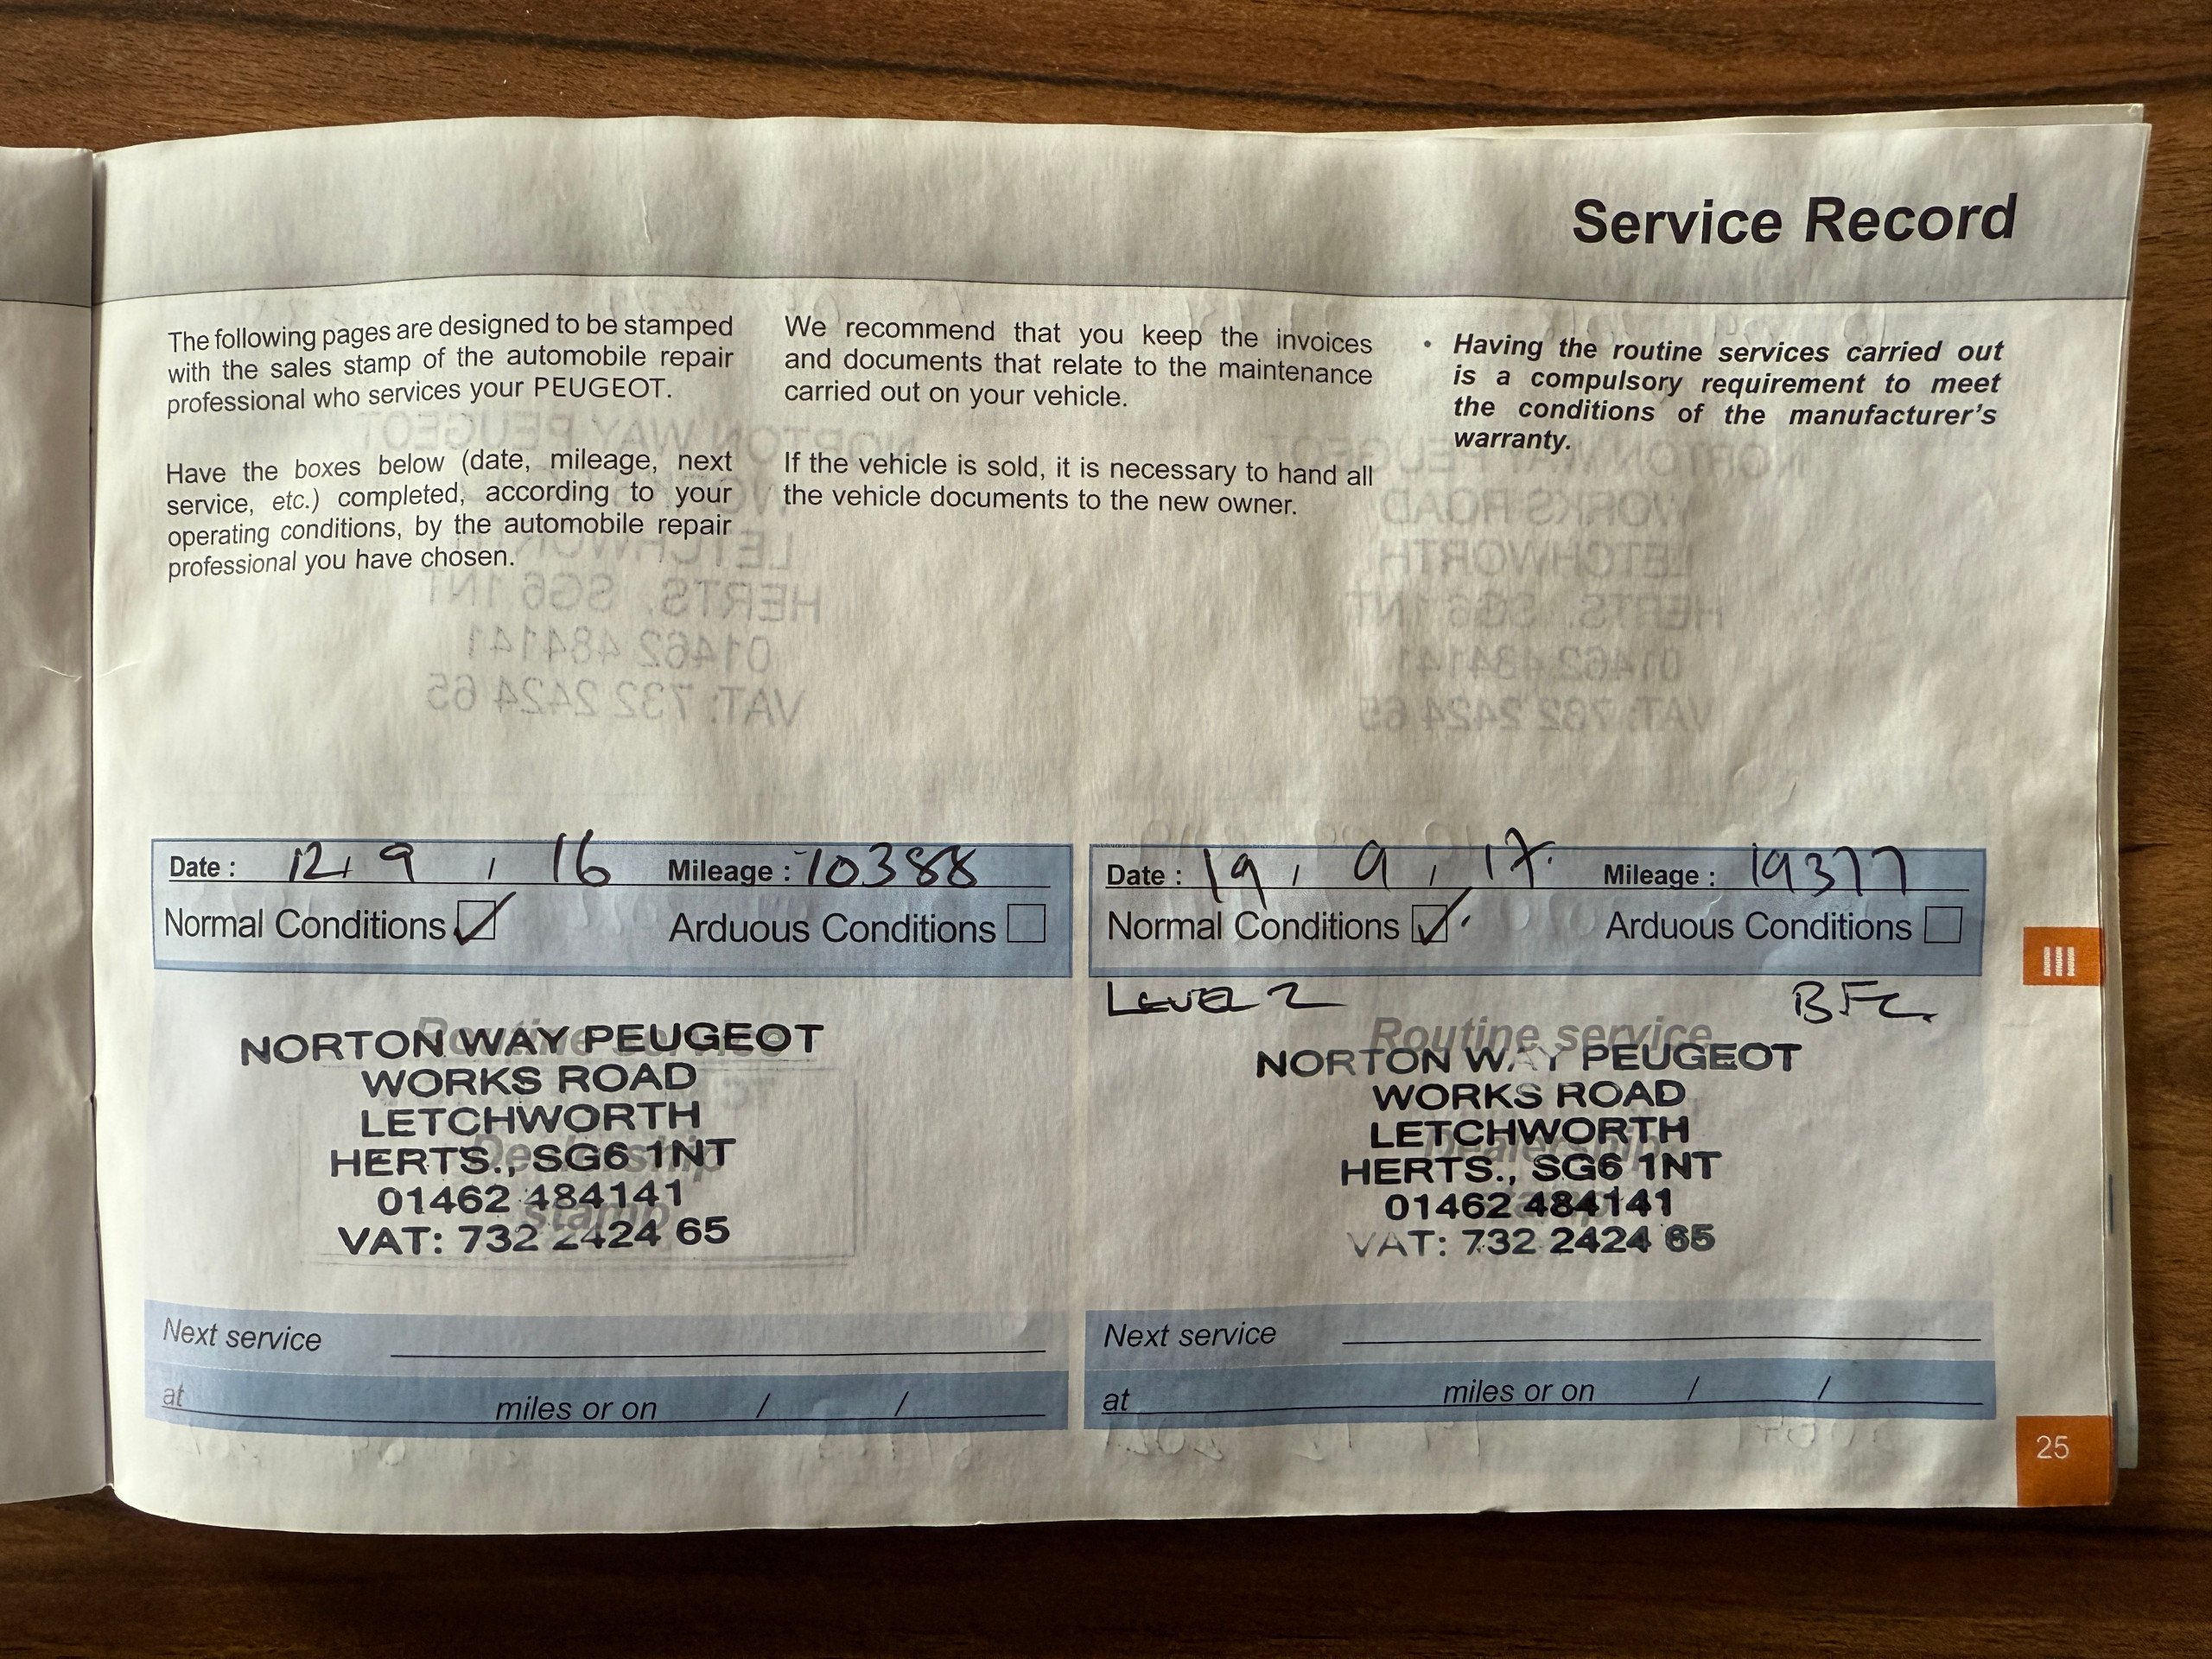 Service Record
The following pages are designed to be stamped
with the sales stamp of the automobile repair
professional who services your PEUGEOT.
Have the boxes below (date, mileage, next
service, etc.) completed, according to your
operating conditions, by the automobile repair
professional you have chosen.
We recommend that you keep the invoices
and documents that relate to the maintenance
carried out on your vehicle.
If the vehicle is sold, it is necessary to hand all
the vehicle documents to the new owner.
• Having the routine services carried out
is a compulsory requirement to meet
the conditions of the manufacturer's
warranty.
Date : 12 / 9 / 16 Mileage : 10388
Normal Conditions Arduous Conditions
Routine service
NORTON WAY PEUGEOT
WORKS ROAD
LETCHWORTH
Dealership
HERTS., SG6 1NT
01462 484141
stamp
VAT: 732 2424 65
Next service
at miles or on / /
Date : 19 / 9 / 17. Mileage : 19377
Normal Conditions Arduous Conditions
LEVEL 2 BFC.
Routine service
NORTON WAY PEUGEOT
WORKS ROAD
LETCHWORTH
Dealership
HERTS., SG6 1NT
01462 484141
stamp
VAT: 732 2424 65
Next service
at miles or on / /
III
25